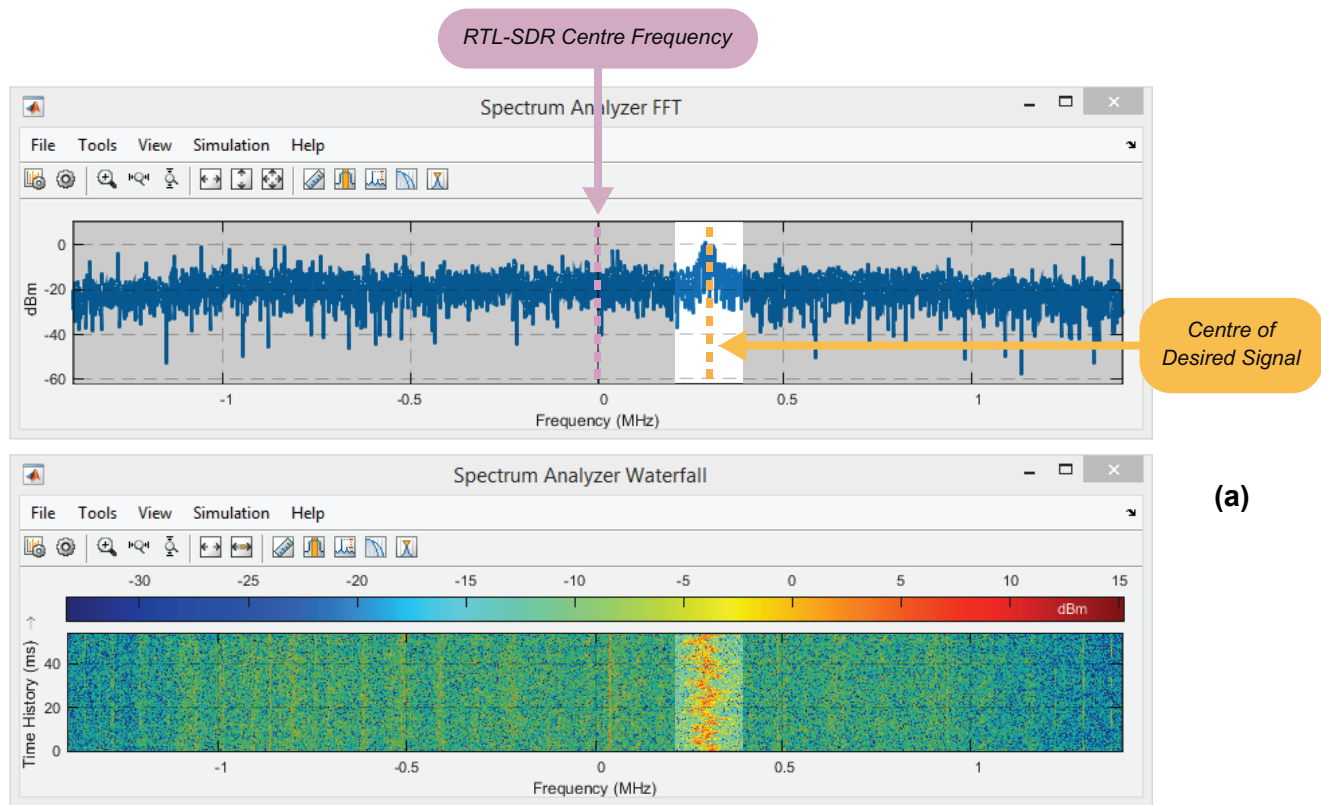 RTL-SDR Centre Frequency
Spectrum Analyzer FFT
File Tools View Simulation Help
0
-20
-40
-60
dBm
-1 -0.5 0 0.5 1
Frequency (MHz)
Centre of
Desired Signal
Spectrum Analyzer Waterfall
(a)
File Tools View Simulation Help
-30 -25 -20 -15 -10 -5 0 5 10 15
dBm
Time History (ms)
40
20
0
-1 -0.5 0 0.5 1
Frequency (MHz)